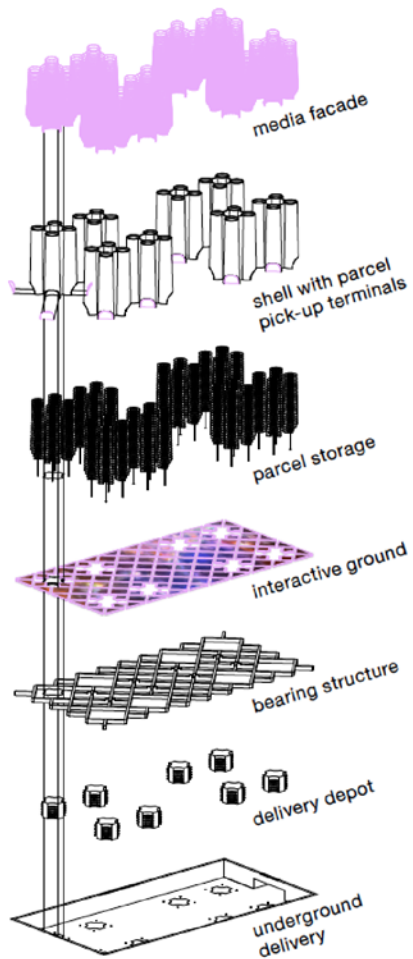 media facade
shell with parcel
pick-up terminals
parcel storage
interactive ground
bearing structure
delivery depot
underground
delivery